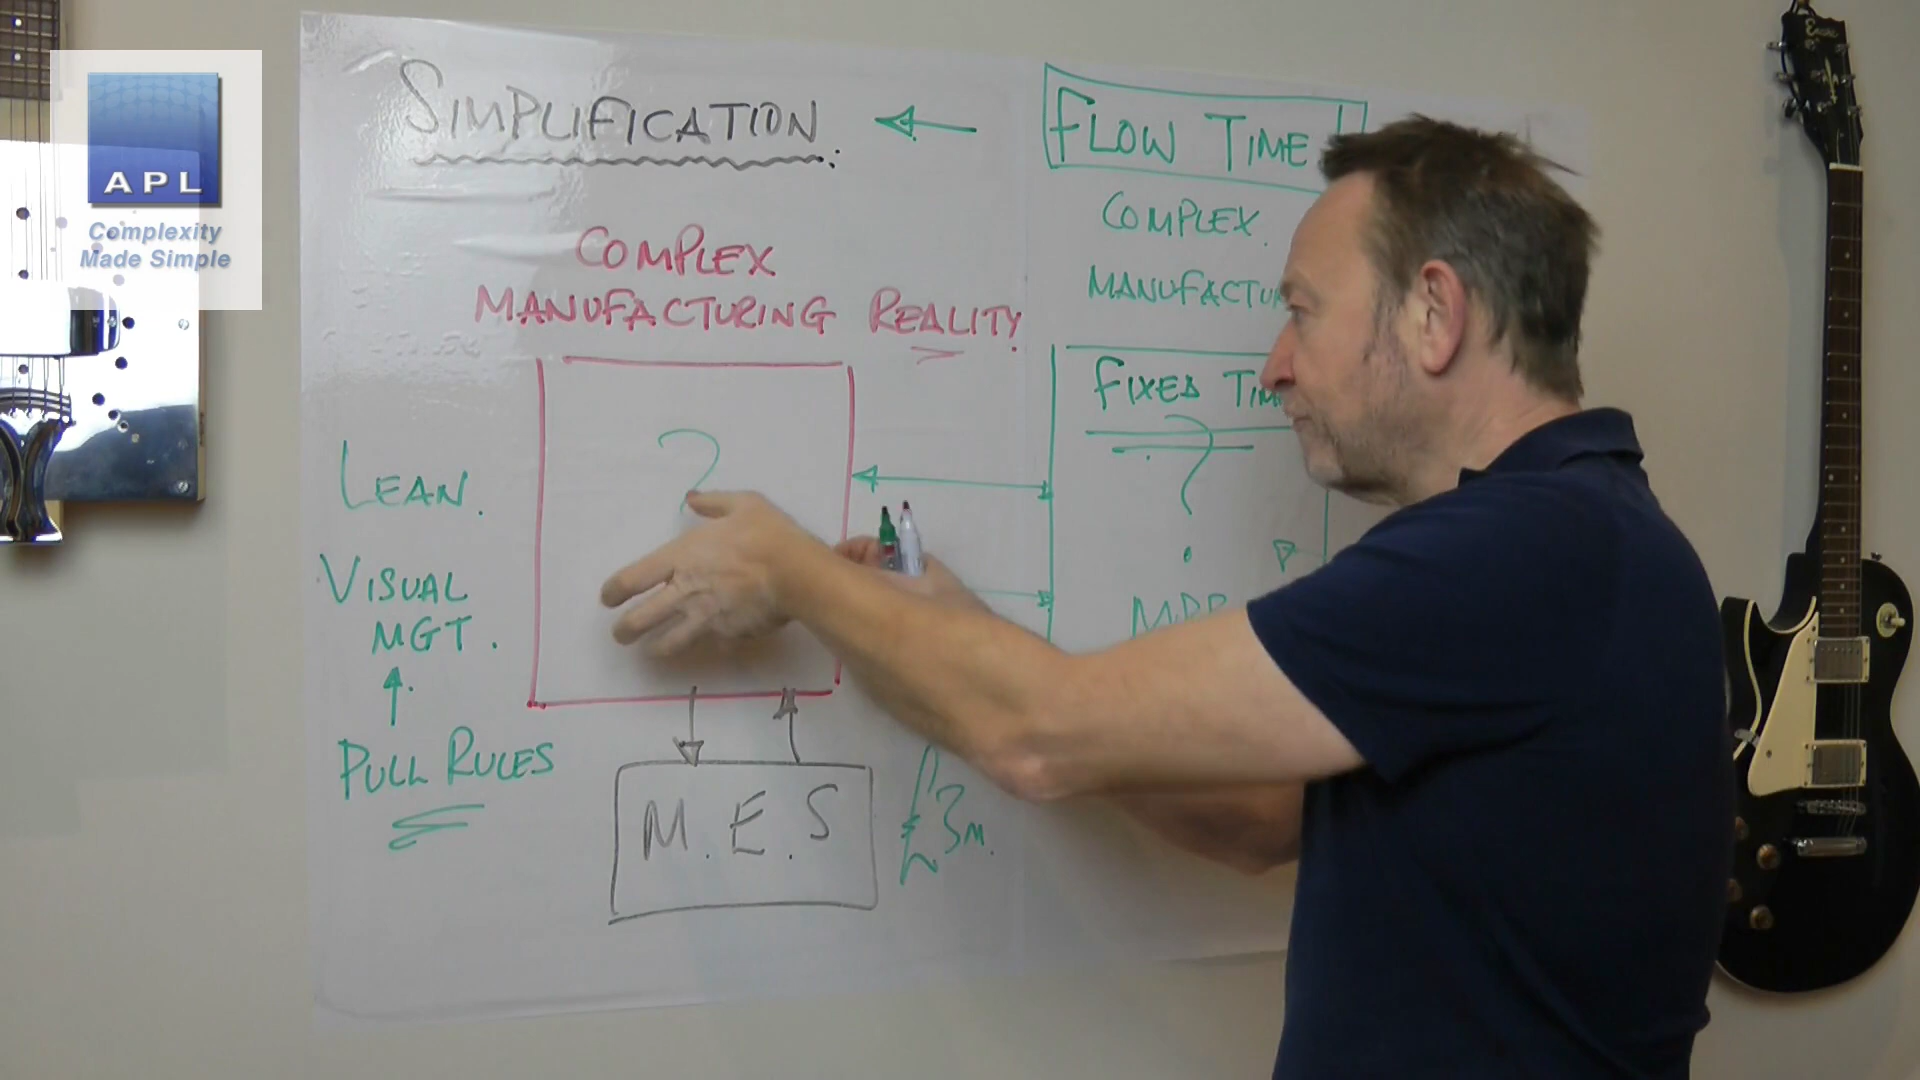 APL
Complexity
Made Simple
SIMPLIFICATION:
COMPLEX
MANUFACTURING REALITY
LEAN.
VISUAL
MGT.
PULL RULES
?
M.E.S
£3m.
FLOW TIME
COMPLEX
FIXED
?